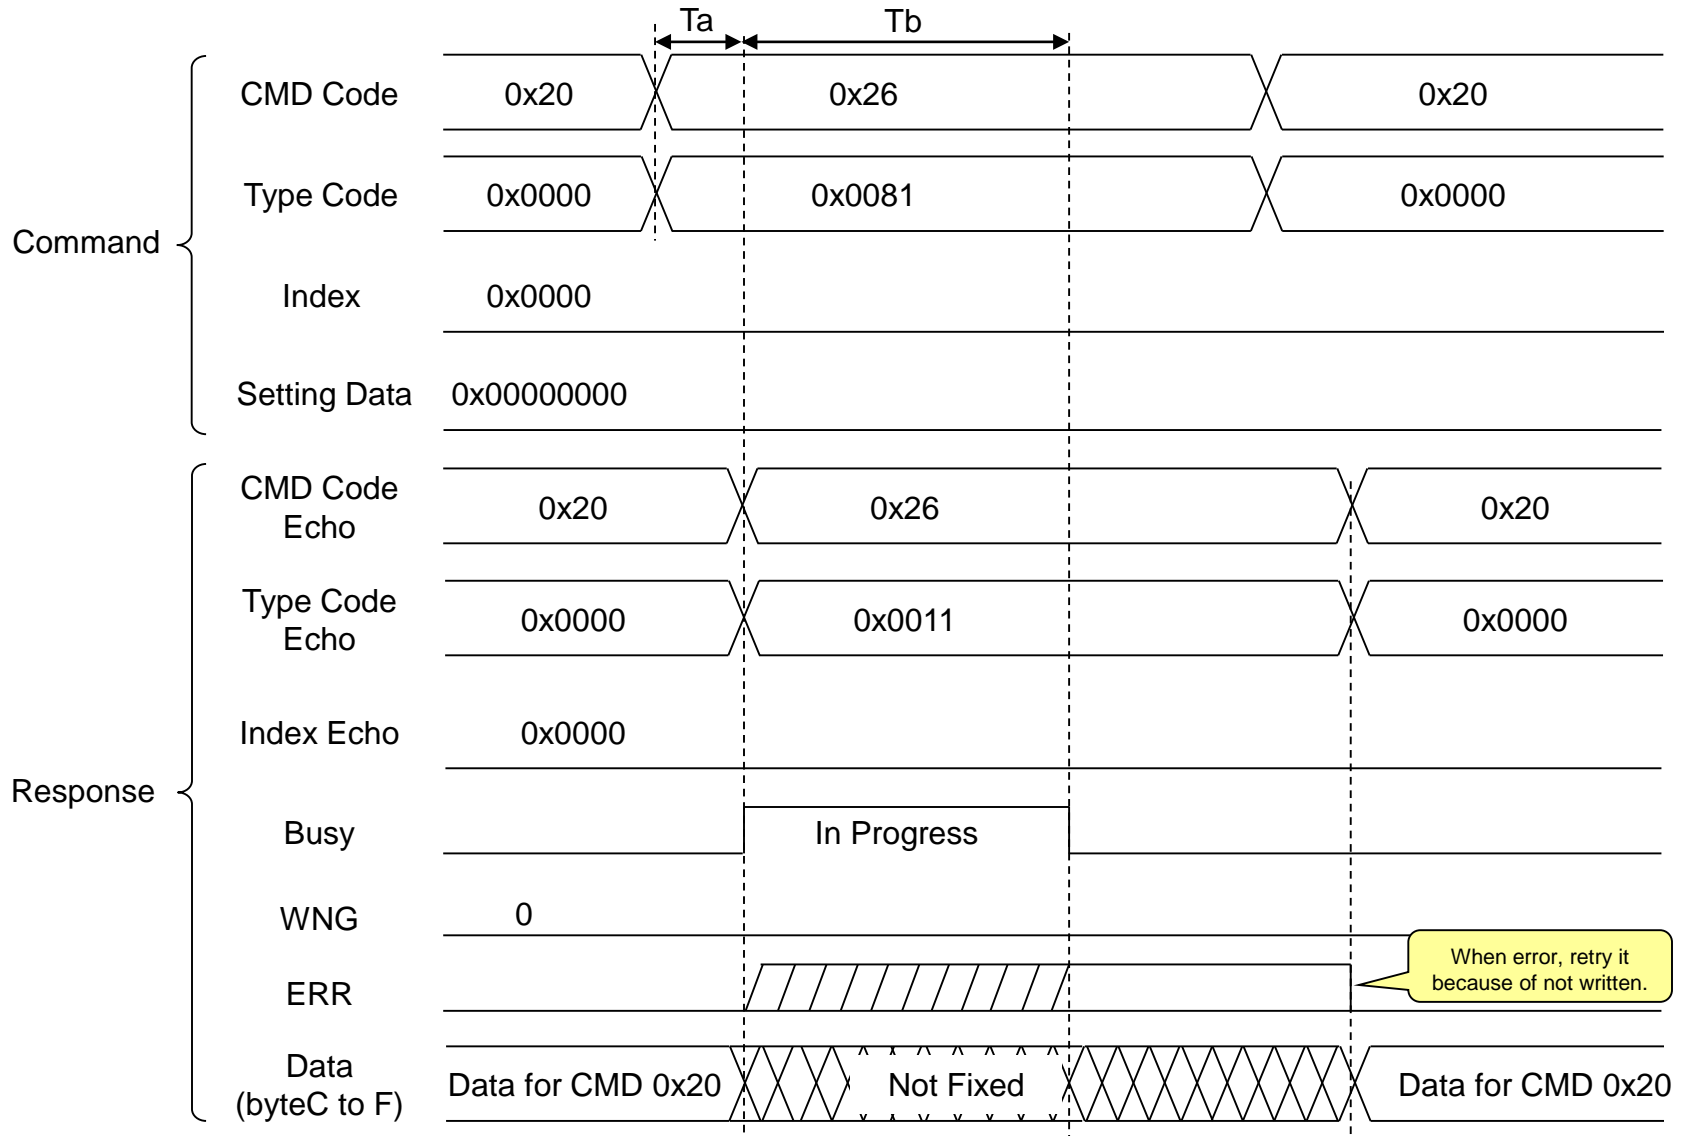 Ta Tb
CMD Code 0x20 0x26 0x20
Type Code 0x0000 0x0081 0x0000
Command
Index 0x0000
Setting Data 0x00000000
CMD Code
Echo
0x20 0x26 0x20
Type Code
Echo
0x0000 0x0011 0x0000
Index Echo 0x0000
Response
Busy In Progress
WNG 0
When error, retry it
because of not written.
ERR
Data
(byteC to F)
Data for CMD 0x20 Not Fixed Data for CMD 0x20